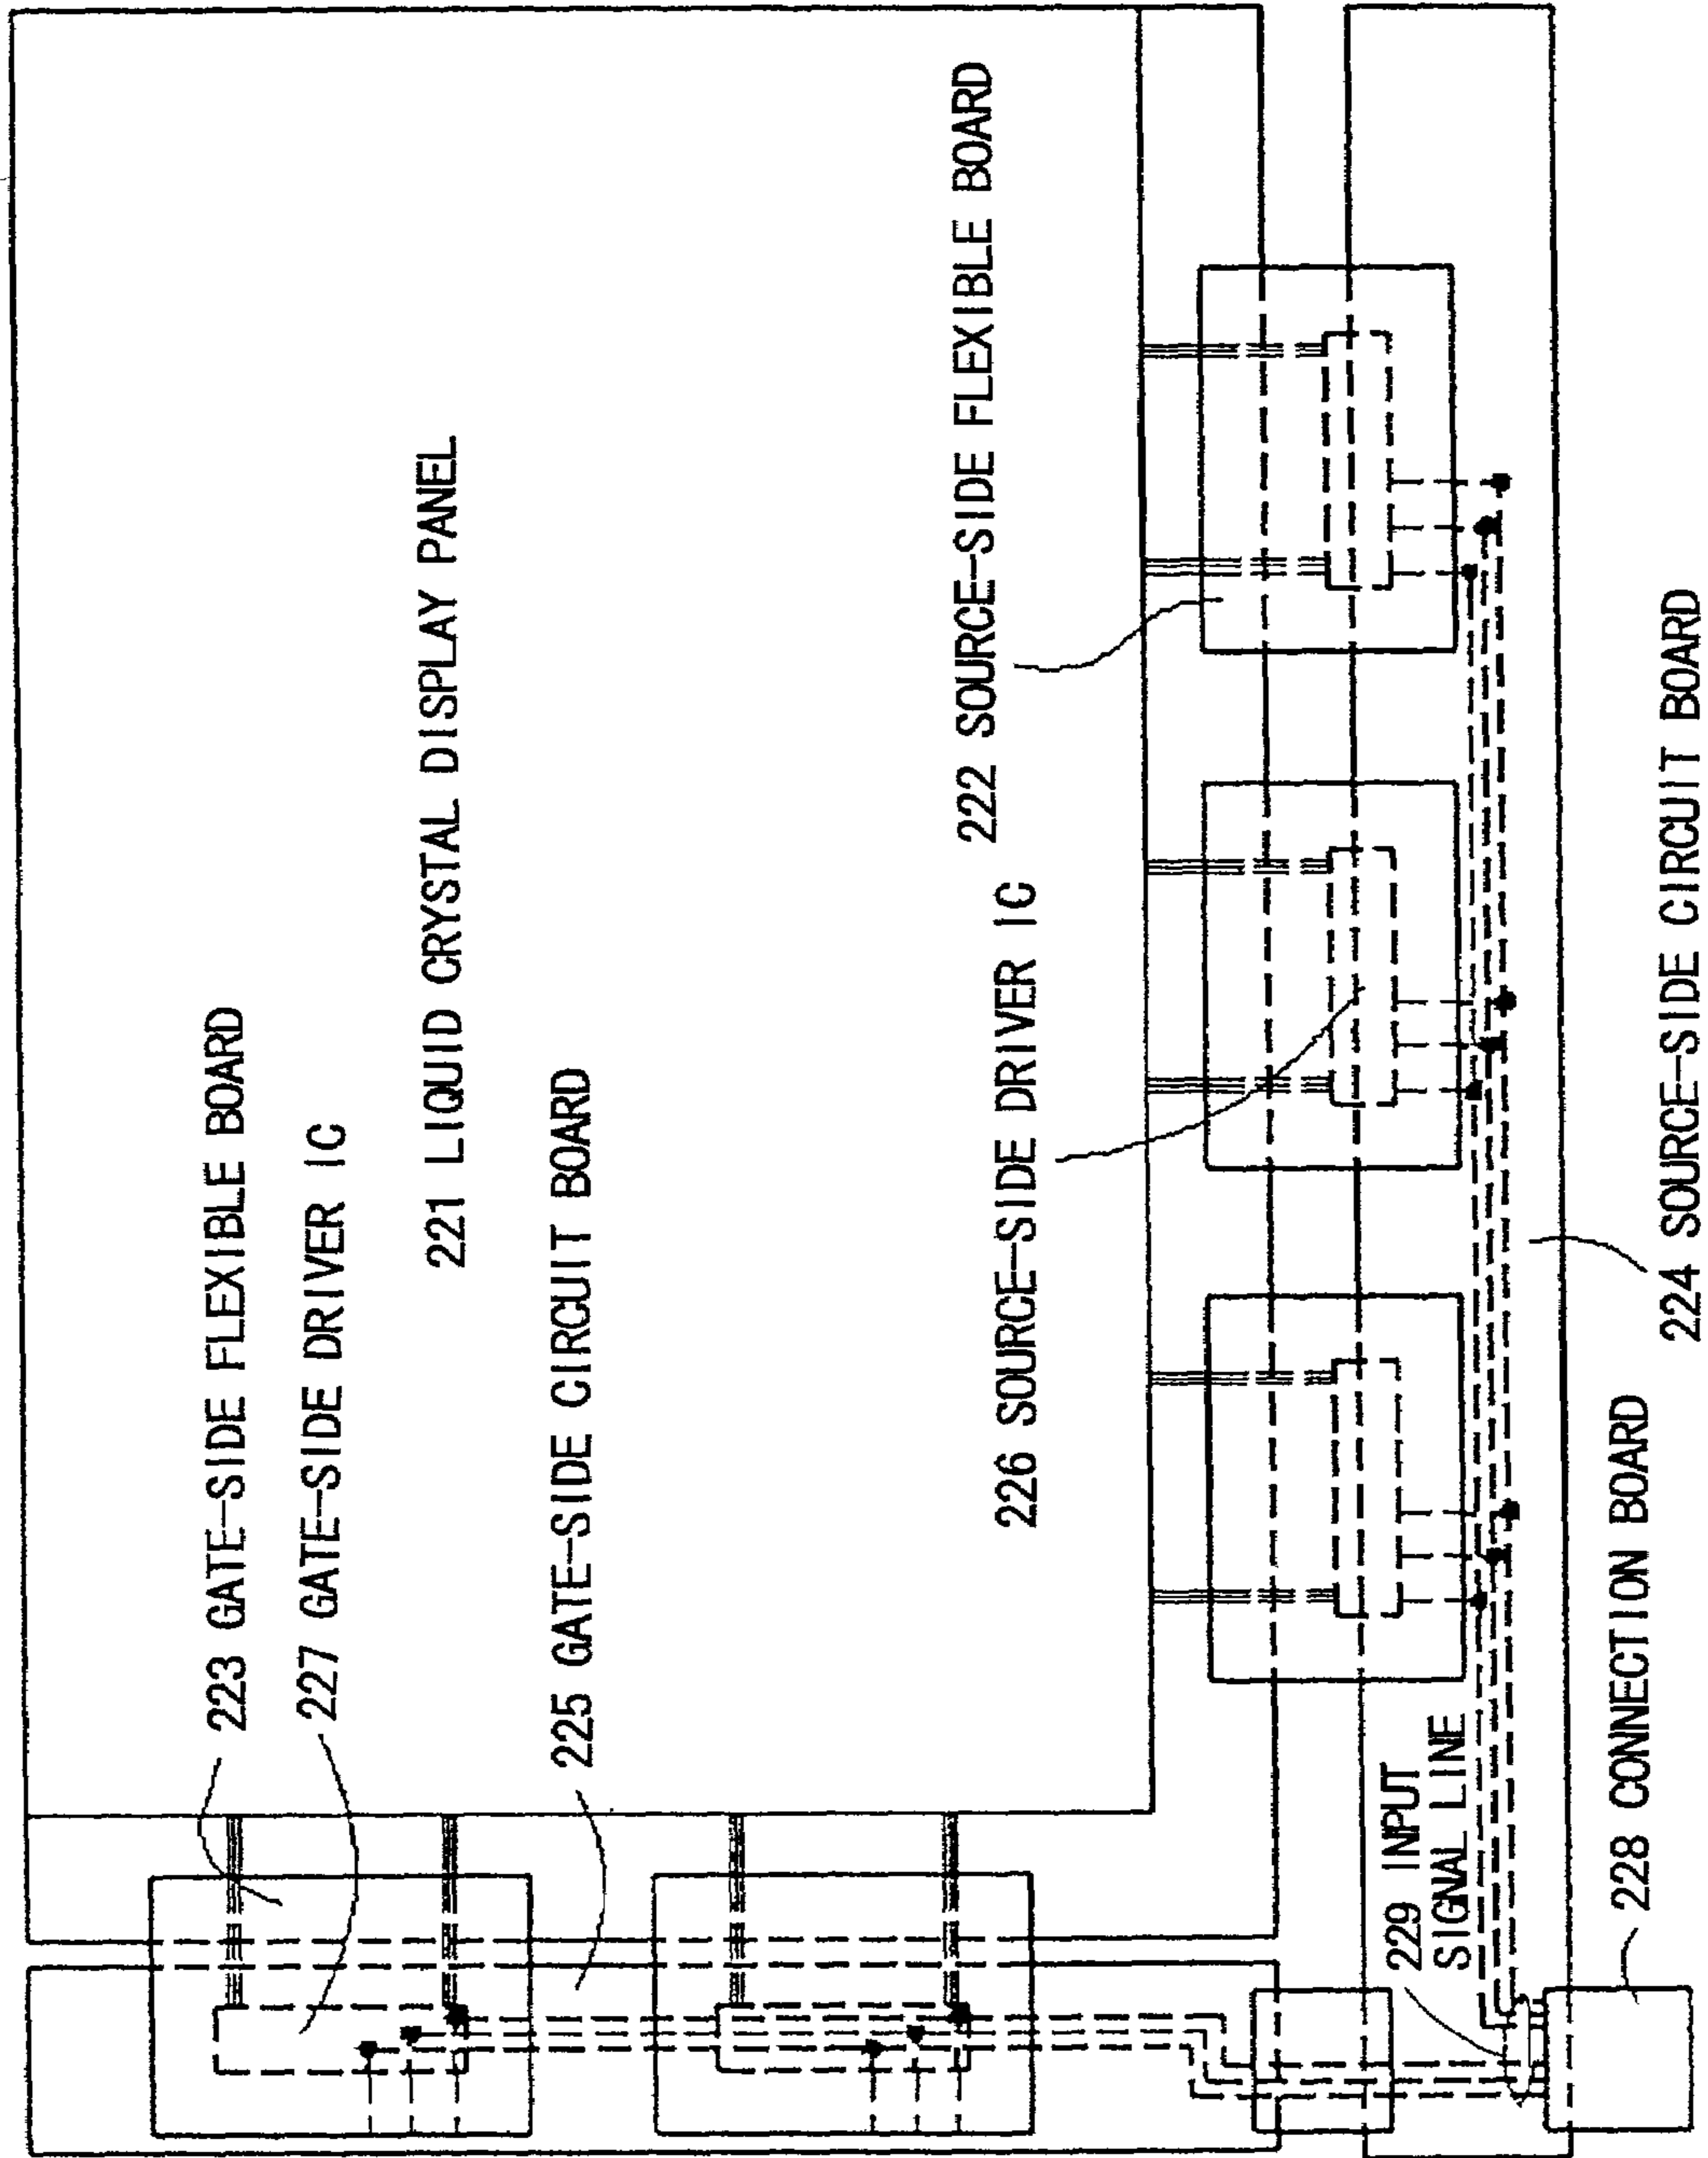 223 GATE-SIDE FLEXIBLE BOARD
227 GATE-SIDE DRIVER IC
221 LIQUID CRYSTAL DISPLAY PANEL
225 GATE-SIDE CIRCUIT BOARD
222 SOURCE-SIDE FLEXIBLE BOARD
226 SOURCE-SIDE DRIVER IC
229 INPUT
SIGNAL LINE
228 CONNECTION BOARD
224 SOURCE-SIDE CIRCUIT BOARD